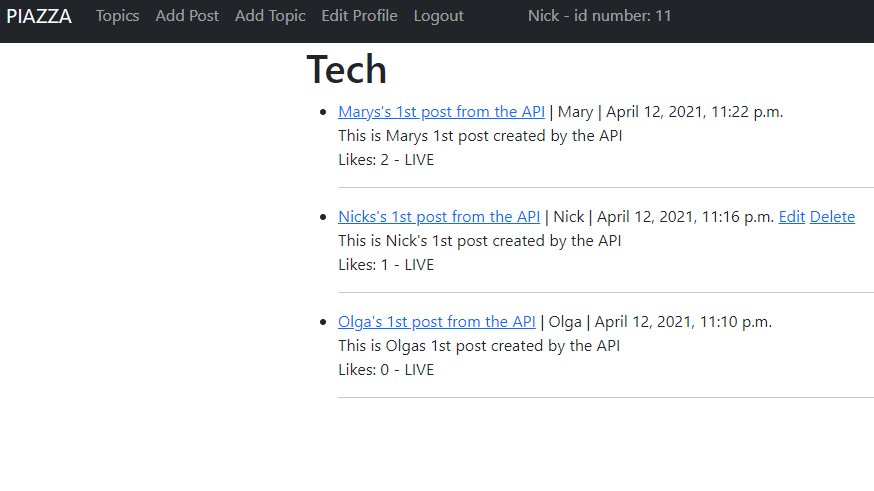 PIAZZA Topics Add Post Add Topic Edit Profile Logout Nick - id number: 11
Tech
Marys's 1st post from the API | Mary | April 12, 2021, 11:22 p.m.
This is Marys 1st post created by the API
Likes: 2 - LIVE
Nicks's 1st post from the API | Nick | April 12, 2021, 11:16 p.m. Edit Delete
This is Nick's 1st post created by the API
Likes: 1 - LIVE
Olga's 1st post from the API | Olga | April 12, 2021, 11:10 p.m.
This is Olgas 1st post created by the API
Likes: 0 - LIVE